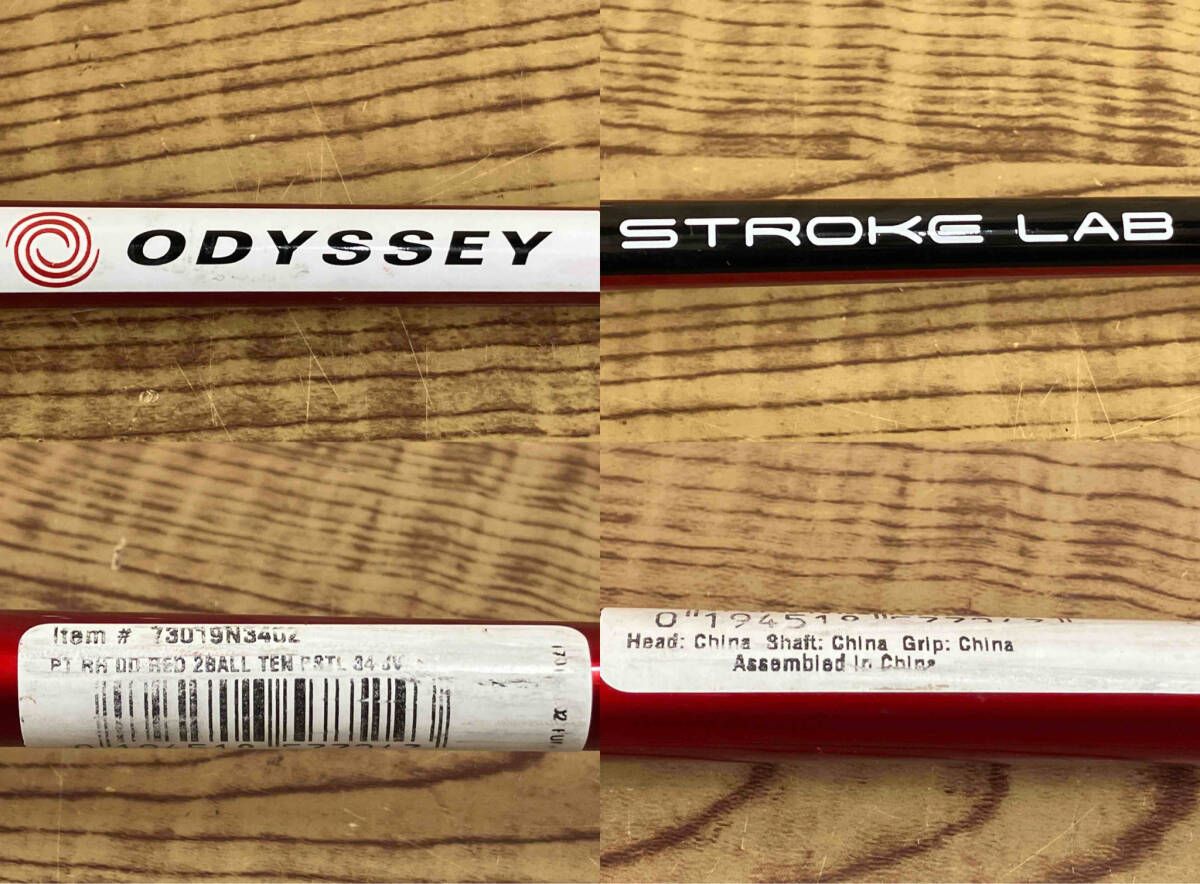 ODYSSEY
STROKE LAB
Item # 73019N3402
PT RH OD RED 2BALL TEN PSTL 34 JV
Head: China Shaft: China Grip: China
Assembled in China